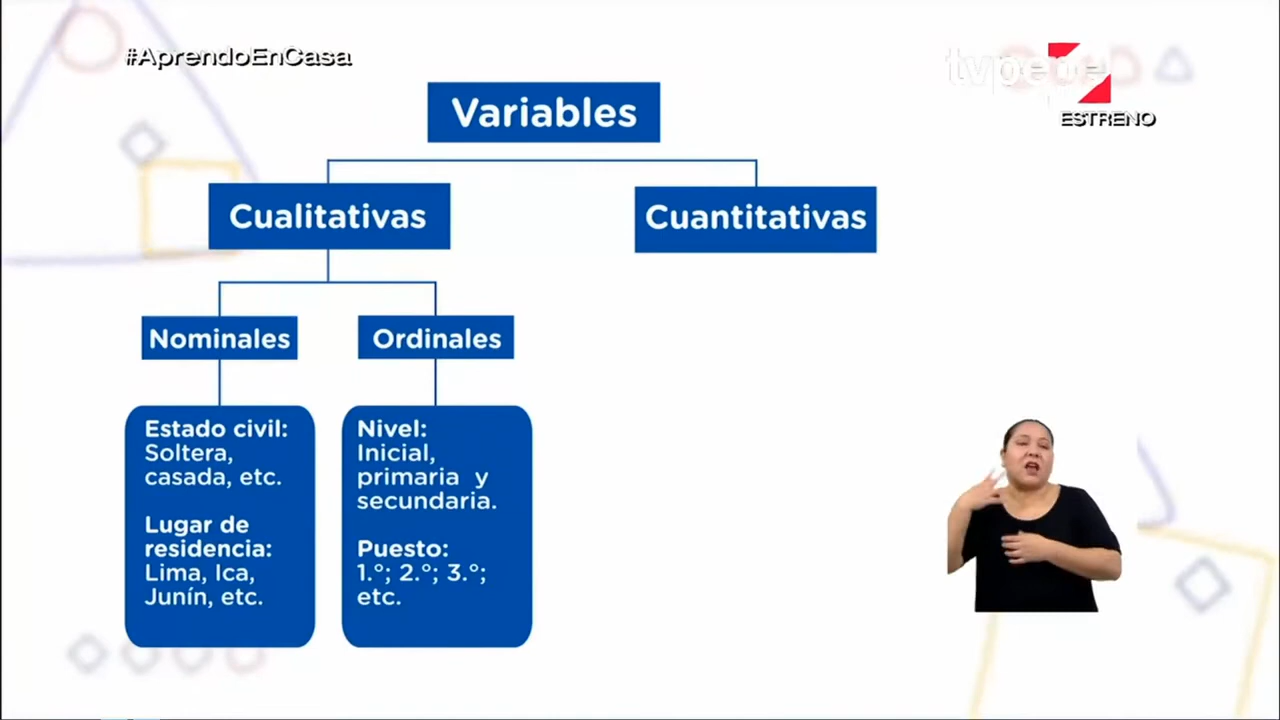 #AprendoEnCasa
tvperú
ESTRENO
Variables
Cualitativas
Cuantitativas
Nominales
Ordinales
Estado civil:
Soltera,
casada, etc.
Lugar de
residencia:
Lima, Ica,
Junín, etc.
Nivel:
Inicial,
primaria y
secundaria.
Puesto:
1.°; 2.°; 3.°;
etc.